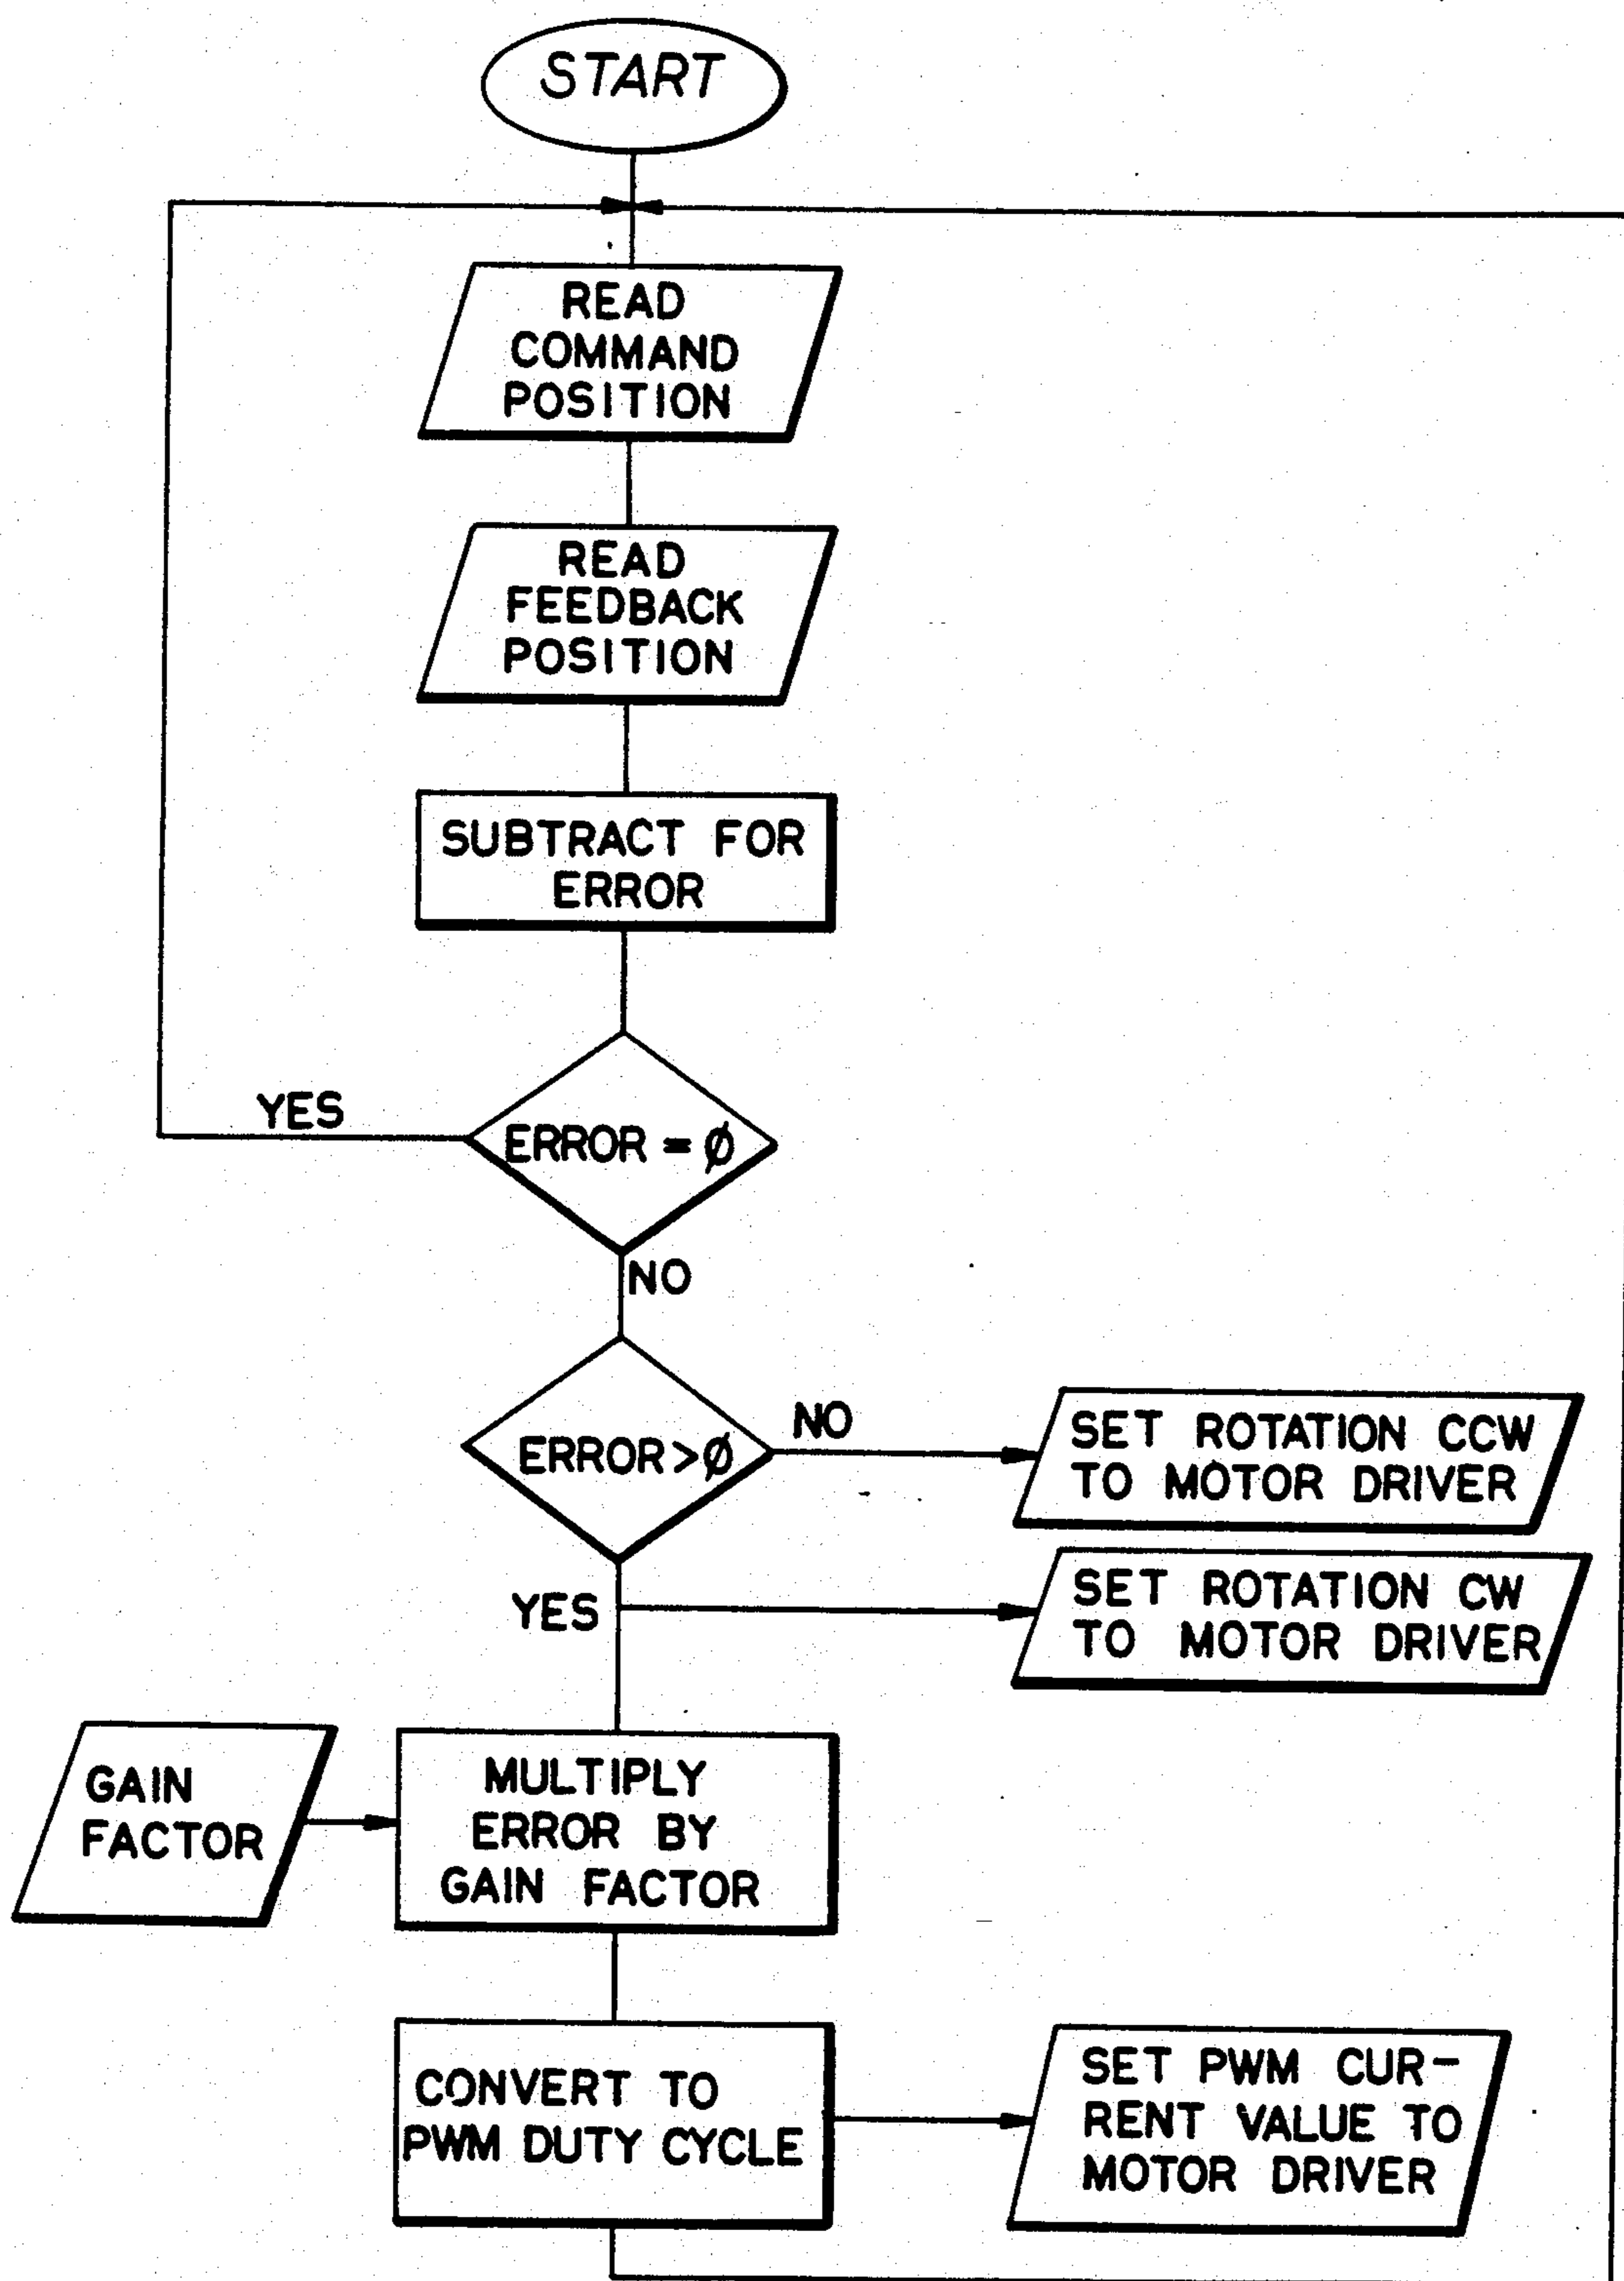 START
READ
COMMAND
POSITION
READ
FEEDBACK
POSITION
SUBTRACT FOR
ERROR
YES
ERROR = Ø
NO
ERROR>Ø
NO
SET ROTATION CCW
TO MOTOR DRIVER
YES
SET ROTATION CW
TO MOTOR DRIVER
GAIN
FACTOR
MULTIPLY
ERROR BY
GAIN FACTOR
CONVERT TO
PWM DUTY CYCLE
SET PWM CUR-
RENT VALUE TO
MOTOR DRIVER